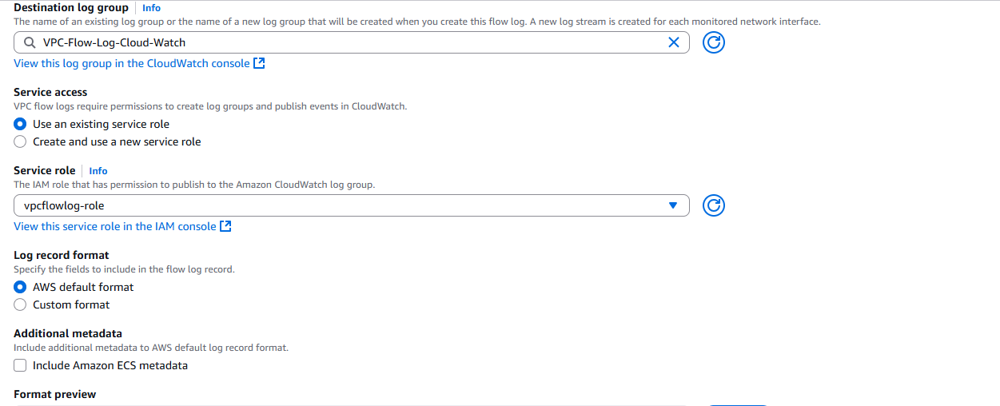 Destination log group Info
The name of an existing log group or the name of a new log group that will be created when you create this flow log. A new log stream is created for each monitored network interface.
VPC-Flow-Log-Cloud-Watch
View this log group in the CloudWatch console
Service access
VPC flow logs require permissions to create log groups and publish events in CloudWatch.
Use an existing service role
Create and use a new service role
Service role Info
The IAM role that has permission to publish to the Amazon CloudWatch log group.
vpcflowlog-role
View this service role in the IAM console
Log record format
Specify the fields to include in the flow log record.
AWS default format
Custom format
Additional metadata
Include additional metadata to AWS default log record format.
Include Amazon ECS metadata
Format preview